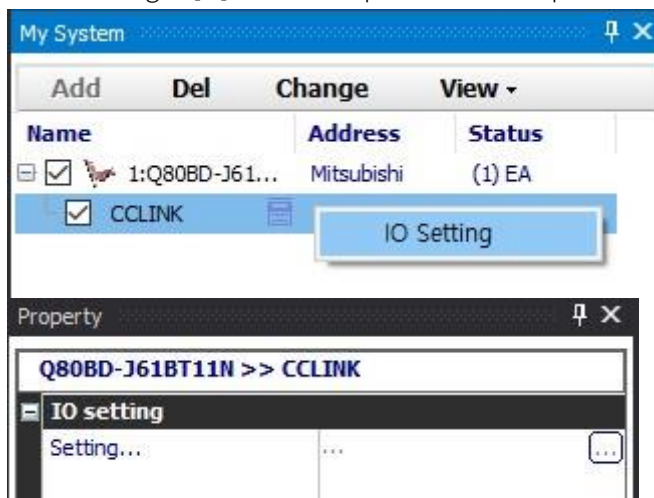 My System
Add Del Change View
Name Address Status
1:Q80BD-J61... Mitsubishi (1) EA
CCLINK
IO Setting
Property
Q80BD-J61BT11N >> CCLINK
IO setting
Setting... ... ...